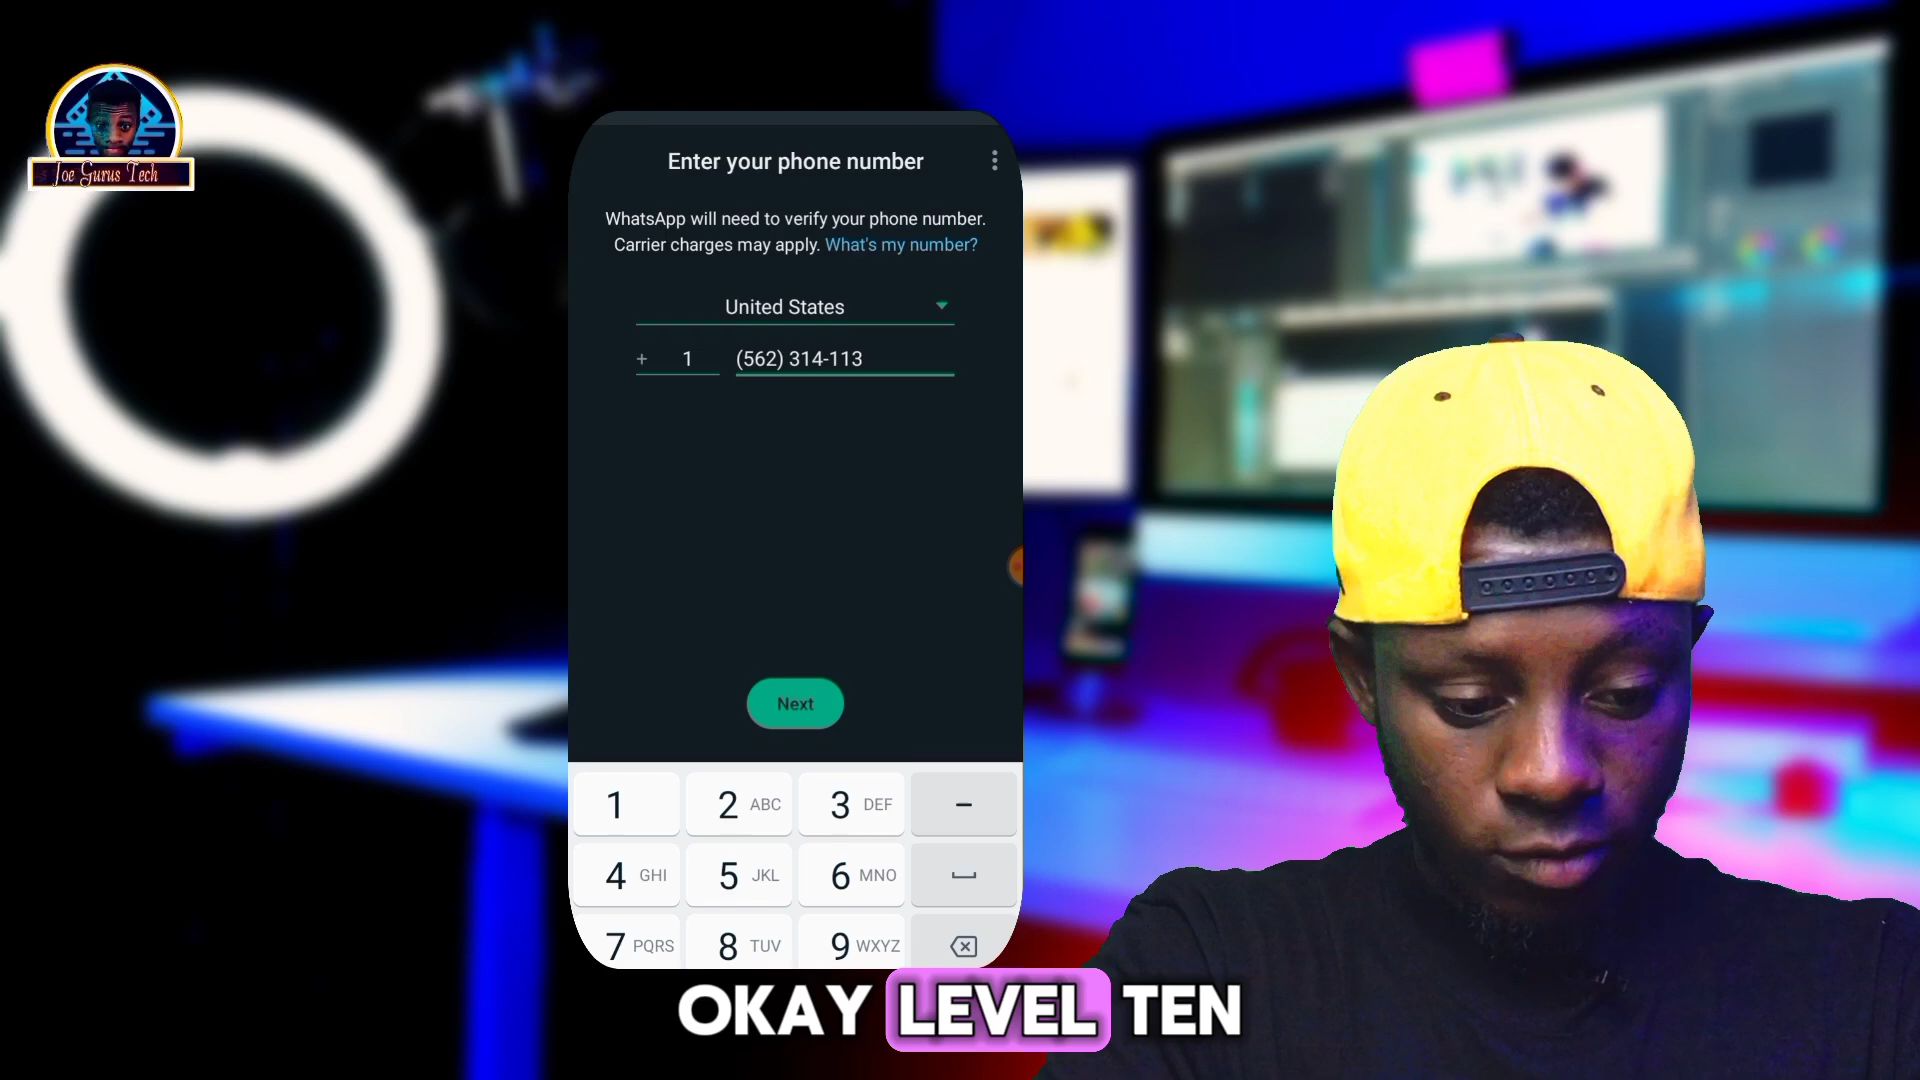 Joe Gurus Tech
Enter your phone number
WhatsApp will need to verify your phone number.
Carrier charges may apply. What's my number?
United States
+ 1 (562) 314-113
Next
1 2 ABC 3 DEF -
4 GHI 5 JKL 6 MNO
7 PQRS 8 TUV 9 WXYZ
OKAY LEVEL TEN